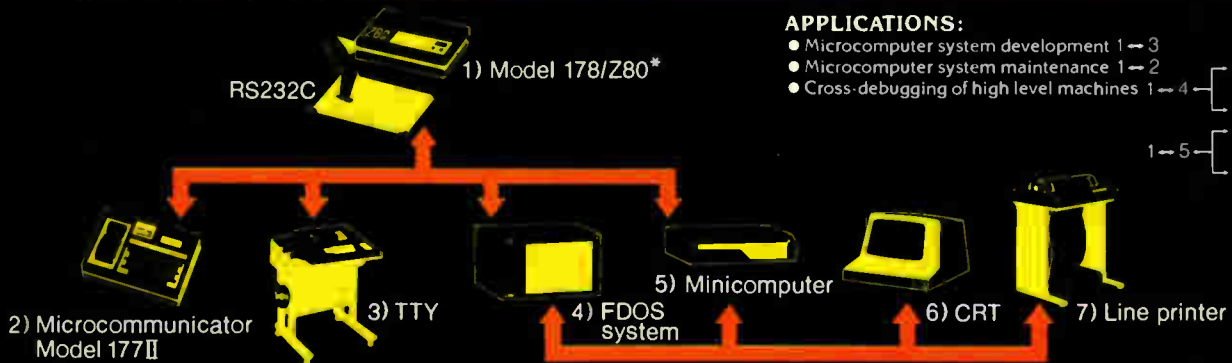 APPLICATIONS:
● Microcomputer system development 1↔3
● Microcomputer system maintenance 1↔2
● Cross-debugging of high level machines 1↔4
1↔5
Z80
1) Model 178/Z80*
RS232C
2) Microcommunicator
Model 177Ⅱ
3) TTY
4) FDOS
system
5) Minicomputer
6) CRT
7) Line printer